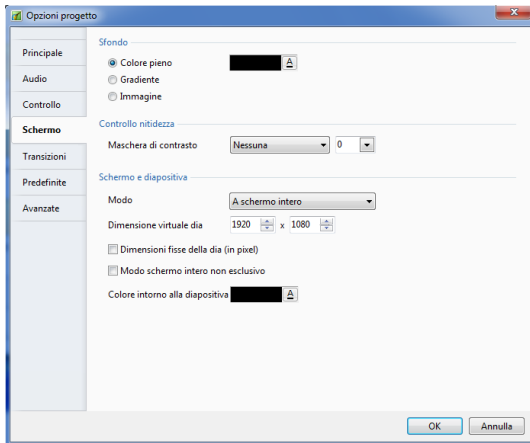 Opzioni progetto
x
Principale
Audio
Controllo
Schermo
Transizioni
Predefinite
Avanzate
Sfondo
Colore pieno
A
Gradiente
Immagine
Controllo nitidezza
Maschera di contrasto
Nessuna
0
Schermo e diapositiva
Modo
A schermo intero
Dimensione virtuale dia
1920 x 1080
Dimensioni fisse della dia (in pixel)
Modo schermo intero non esclusivo
Colore intorno alla diapositiva
A
OK
Annulla